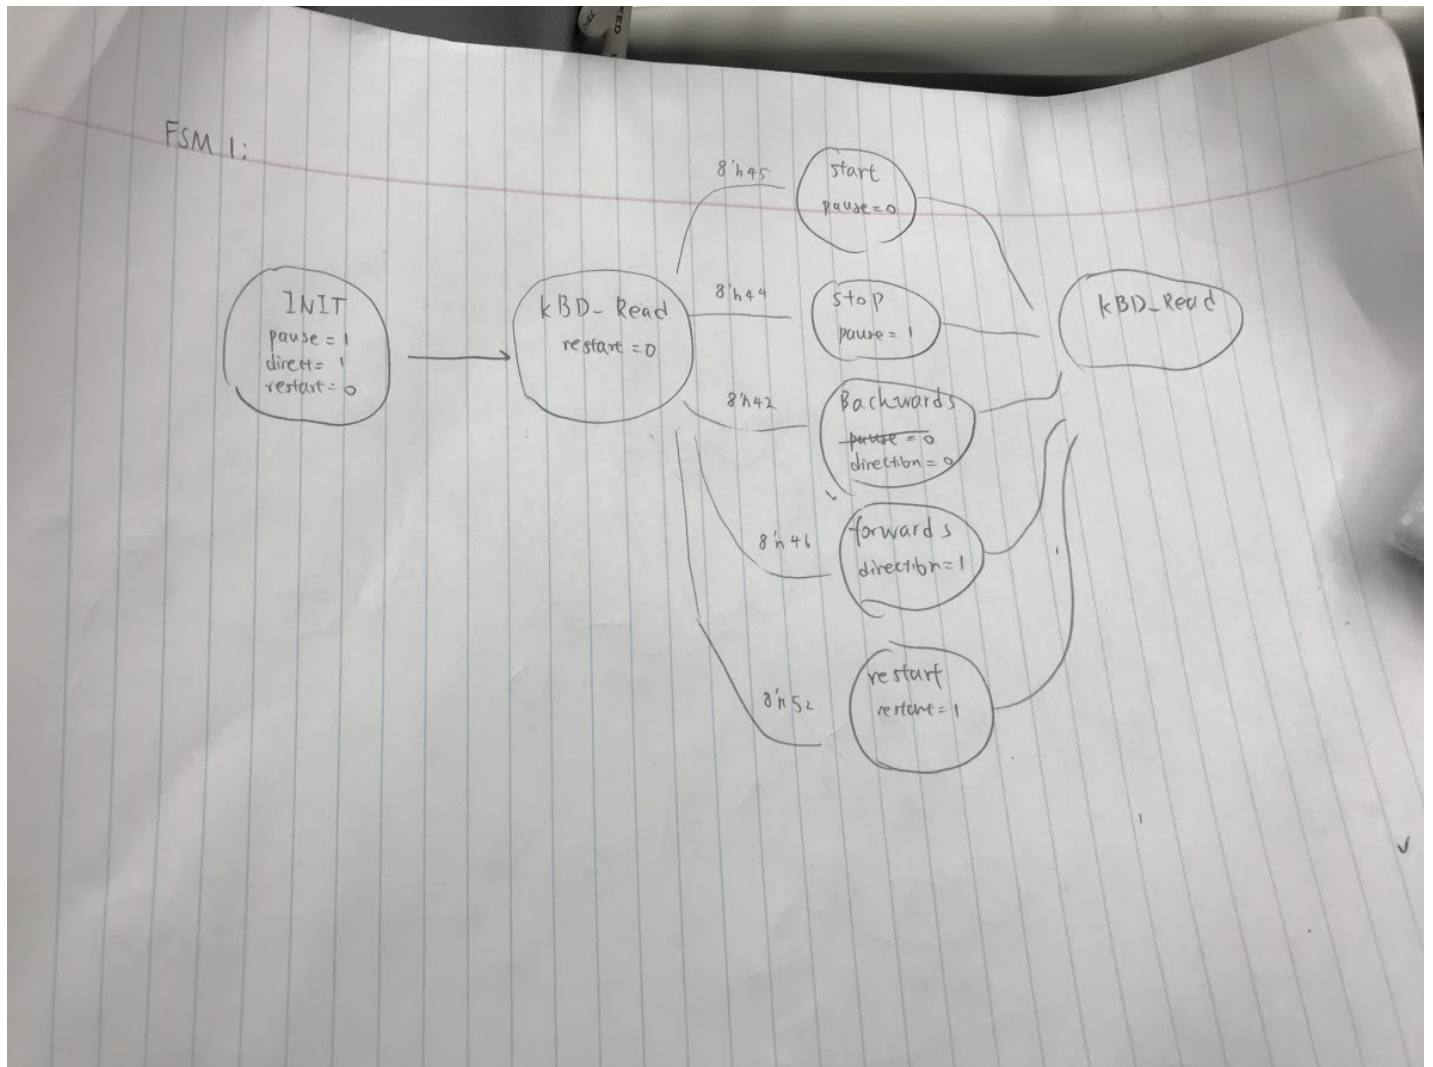 FSM 1:
INIT
pause = 1
dirett = 1
restart = 0
KBD_Read
restart = 0
8'h45
start
pause = 0
8'h44
stop
pause = 1
8'h42
Backwards
pause = 0
direction = 0
8'h46
forwards
direction = 1
8'h52
restart
restart = 1
KBD_Read